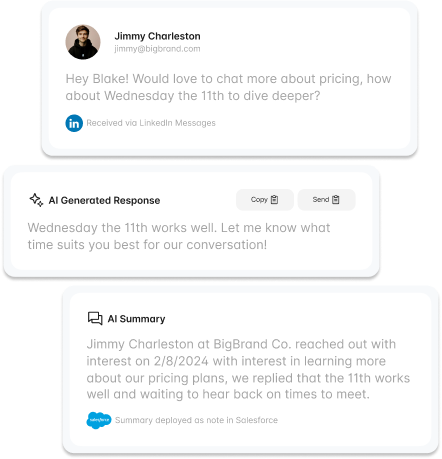 Jimmy Charleston
jimmy@bigbrand.com
Hey Blake! Would love to chat more about pricing, how
about Wednesday the 11th to dive deeper?
in Received via LinkedIn Messages
AI Generated Response
Copy
Send
Wednesday the 11th works well. Let me know what
time suits you best for our conversation!
AI Summary
Jimmy Charleston at BigBrand Co. reached out with
interest on 2/8/2024 with interest in learning more
about our pricing plans, we replied that the 11th works
well and waiting to hear back on times to meet.
salesforce Summary deployed as note in Salesforce